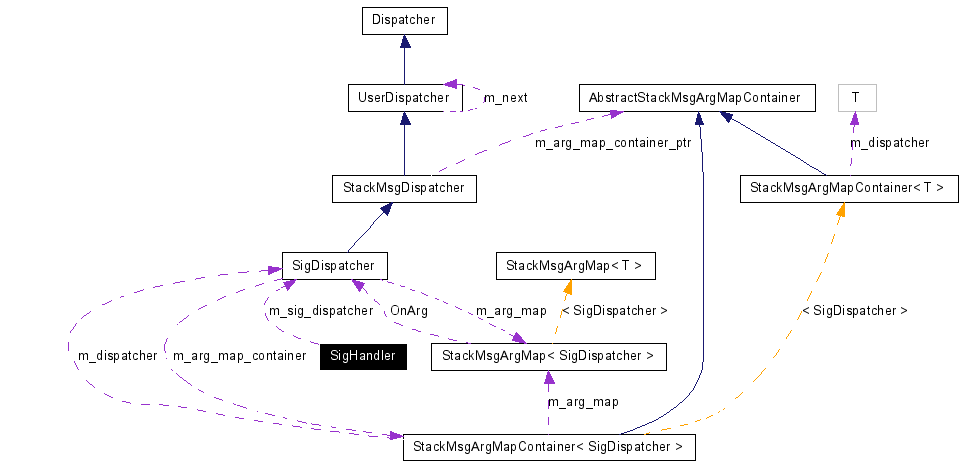 Dispatcher
UserDispatcher
m_next
AbstractStackMsgArgMapContainer
T
m_arg_map_container_ptr
m_dispatcher
StackMsgDispatcher
StackMsgArgMapContainer< T >
SigDispatcher
StackMsgArgMap< T >
m_sig_dispatcher
OnArg
m_arg_map
< SigDispatcher >
< SigDispatcher >
m_dispatcher
m_arg_map_container
SigHandler
StackMsgArgMap< SigDispatcher >
m_arg_map
StackMsgArgMapContainer< SigDispatcher >